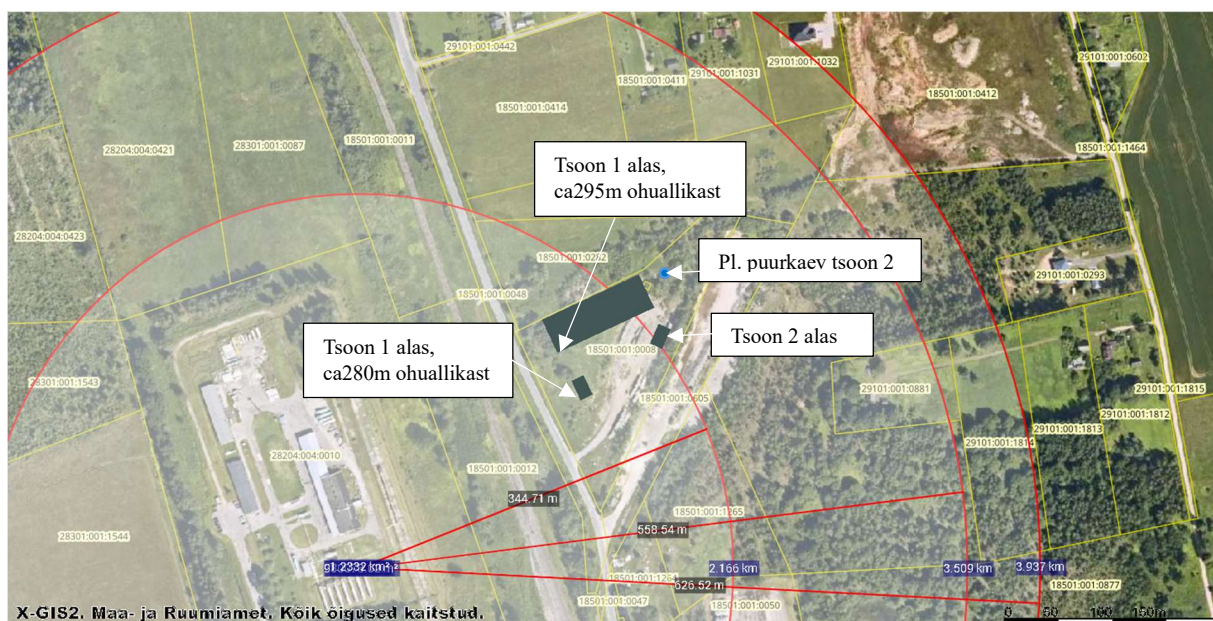 29101:001:0442
29101:001:0602
18501:001:0411
29101:001:1031
29101:001:1032
18501:001:0412
18501:001:0414
28204:004:0421
28301:001:0087
18501:001:0011
18501:001:1464
Tsoon 1 alas,
ca295m ohuallikast
28204:004:0423
18501:001:0262
Pl. puurkaev tsoon 2
29101:001:0293
18501:001:0048
Tsoon 1 alas,
ca280m ohuallikast
18501:001:0008
Tsoon 2 alas
28301:001:1543
18501:001:0605
29101:001:0881
29101:001:1815
29101:001:1812
29101:001:1813
29101:001:1814
28204:004:0010
18501:001:0012
344.71 m
18501:001:1265
558.54 m
28301:001:1544
1.2332 km²
2.166 km
3.509 km
3.937 km
626.52 m
18501:001:0877
18501:001:0047
18501:001:0050
X-GIS2. Maa- ja Ruumiamet. Kõik õigused kaitstud.
0 50 100 150m